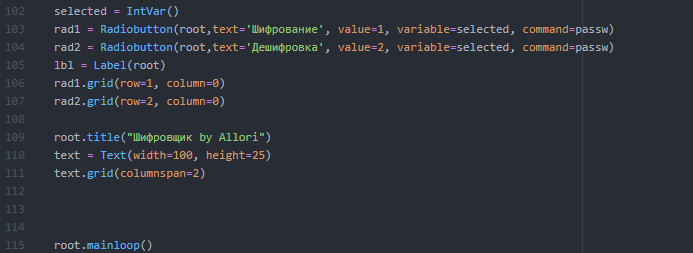 102 selected = IntVar()
103 rad1 = Radiobutton(root,text='Шифрование', value=1, variable=selected, command=passw)
104 rad2 = Radiobutton(root,text='Дешифровка', value=2, variable=selected, command=passw)
105 lbl = Label(root)
106 rad1.grid(row=1, column=0)
107 rad2.grid(row=2, column=0)
108
109 root.title("Шифровщик by Allori")
110 text = Text(width=100, height=25)
111 text.grid(columnspan=2)
112
113
114
115 root.mainloop()